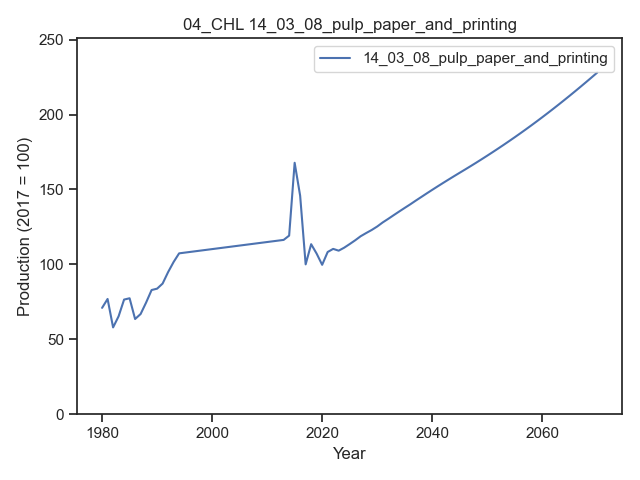 04_CHL 14_03_08_pulp_paper_and_printing
14_03_08_pulp_paper_and_printing
Production (2017 = 100)
250
200
150
100
50
0
1980
2000
2020
2040
2060
Year